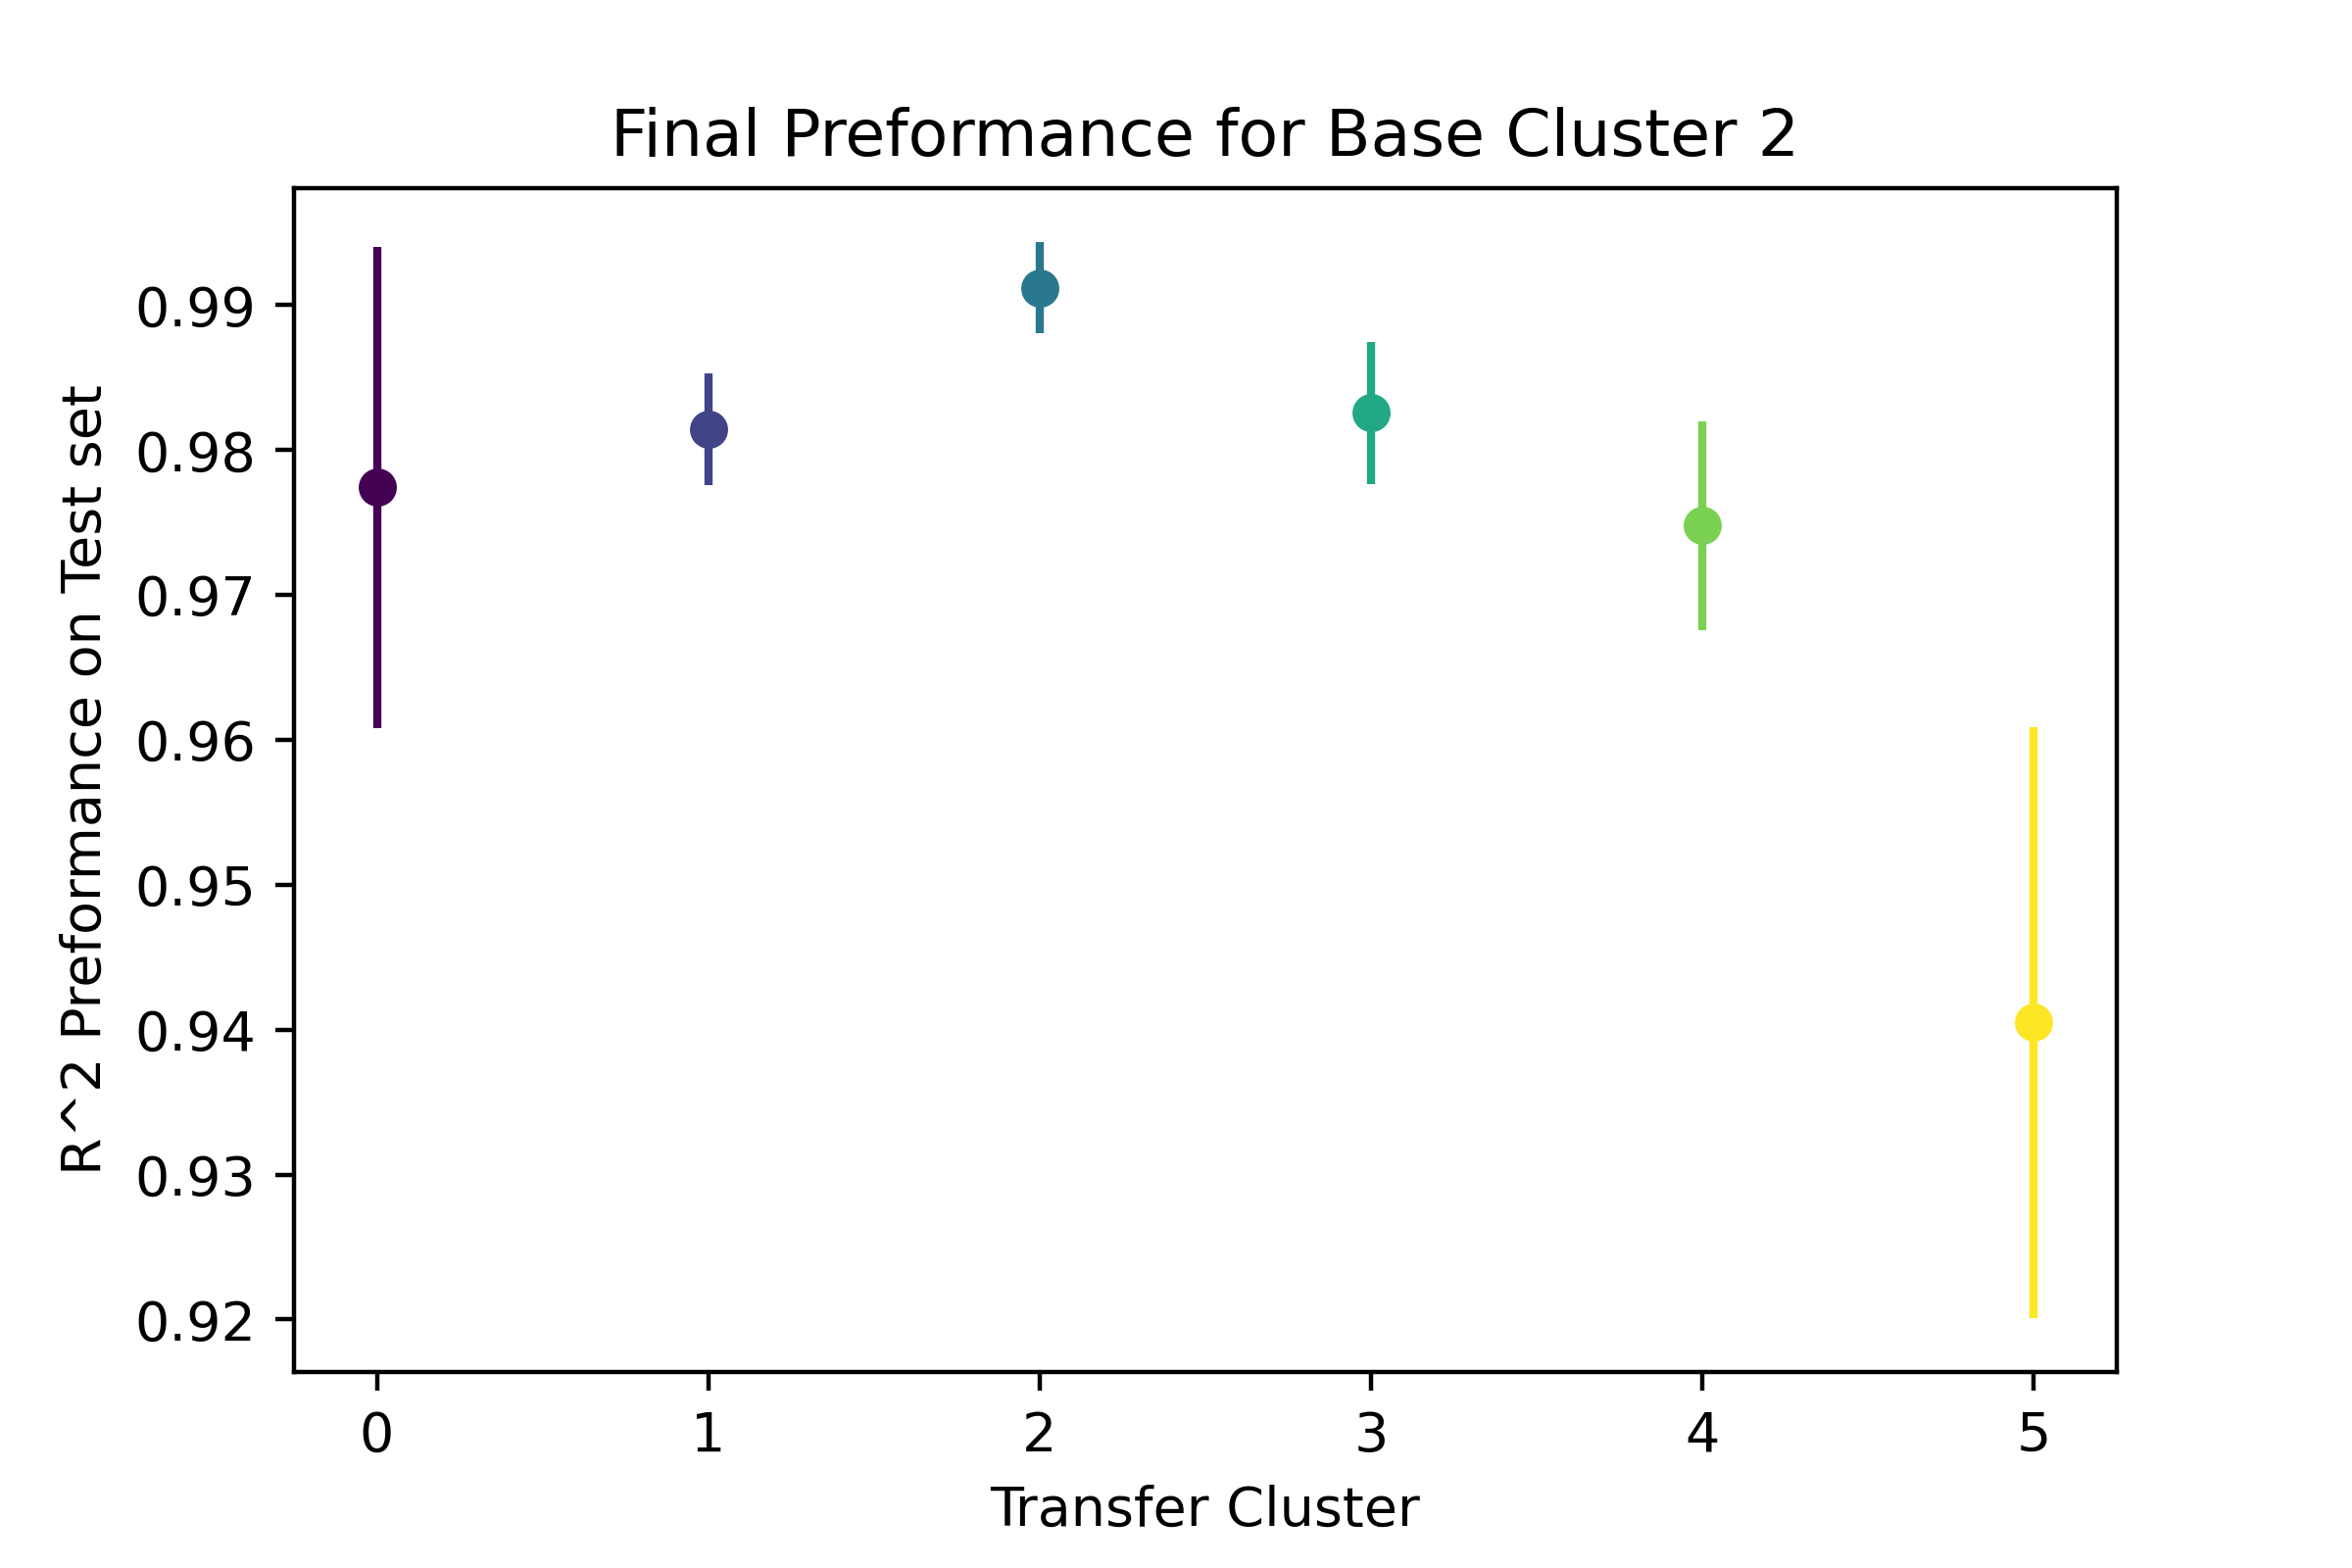 Final Preformance for Base Cluster 2
R^2 Preformance on Test set
0.99
0.98
0.97
0.96
0.95
0.94
0.93
0.92
0 1 2 3 4 5
Transfer Cluster